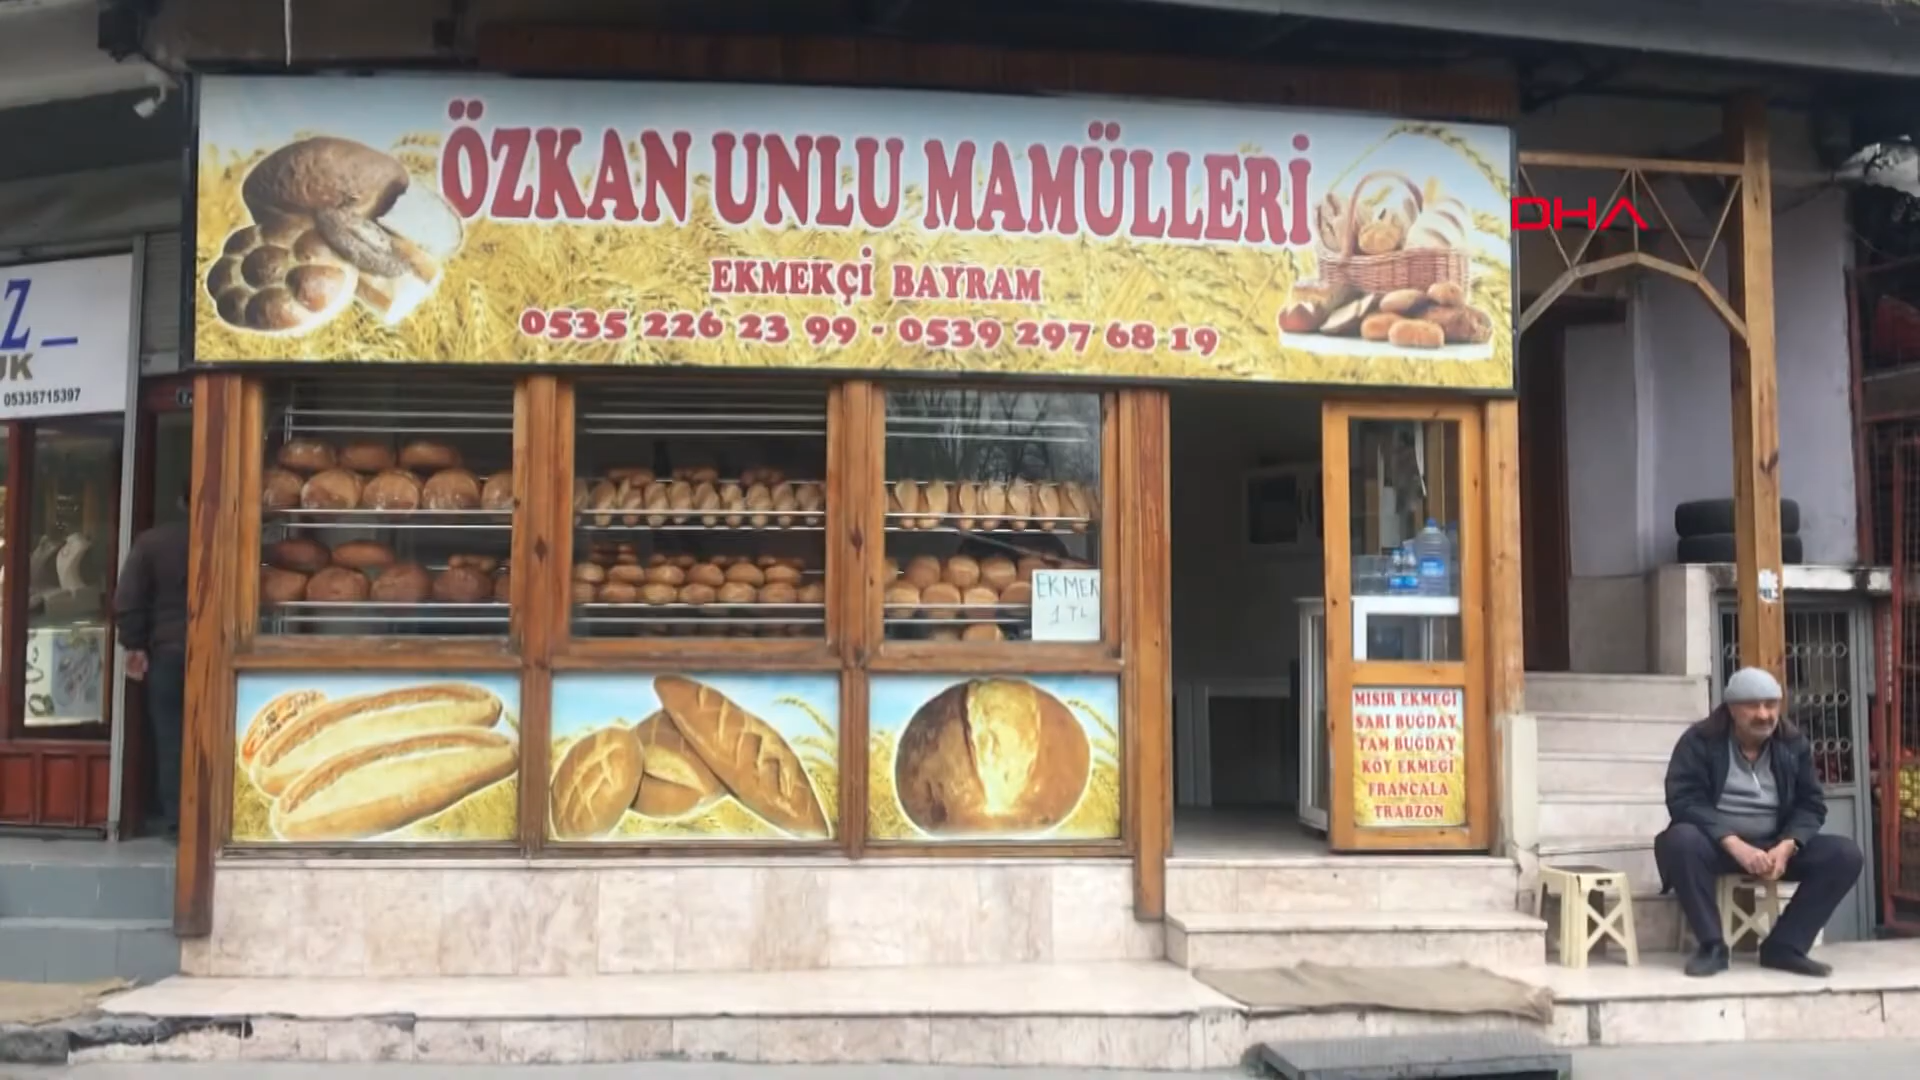 ÖZKAN UNLU MAMÜLLERİ
EKMEKÇİ BAYRAM
0535 226 23 99 - 0539 297 68 19
DHA
Z
UK
05335715397
EKMEK
1 TL
MISIR EKMEĞİ
SARI BUĞDAY
TAM BUĞDAY
KÖY EKMEĞİ
FRANCALA
TRABZON